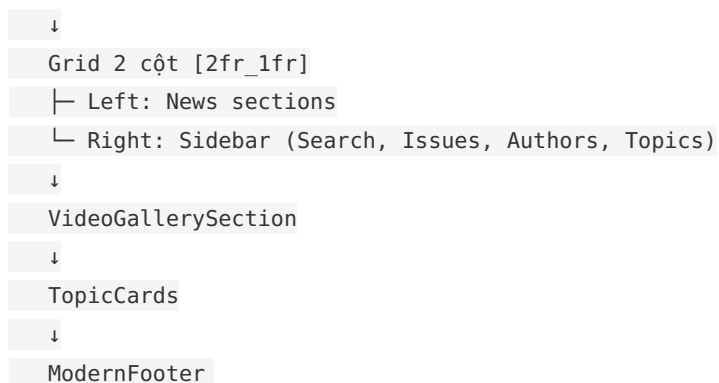 ↓
Grid 2 cột [2fr_1fr]
├─ Left: News sections
└─ Right: Sidebar (Search, Issues, Authors, Topics)
↓
VideoGallerySection
↓
TopicCards
↓
ModernFooter